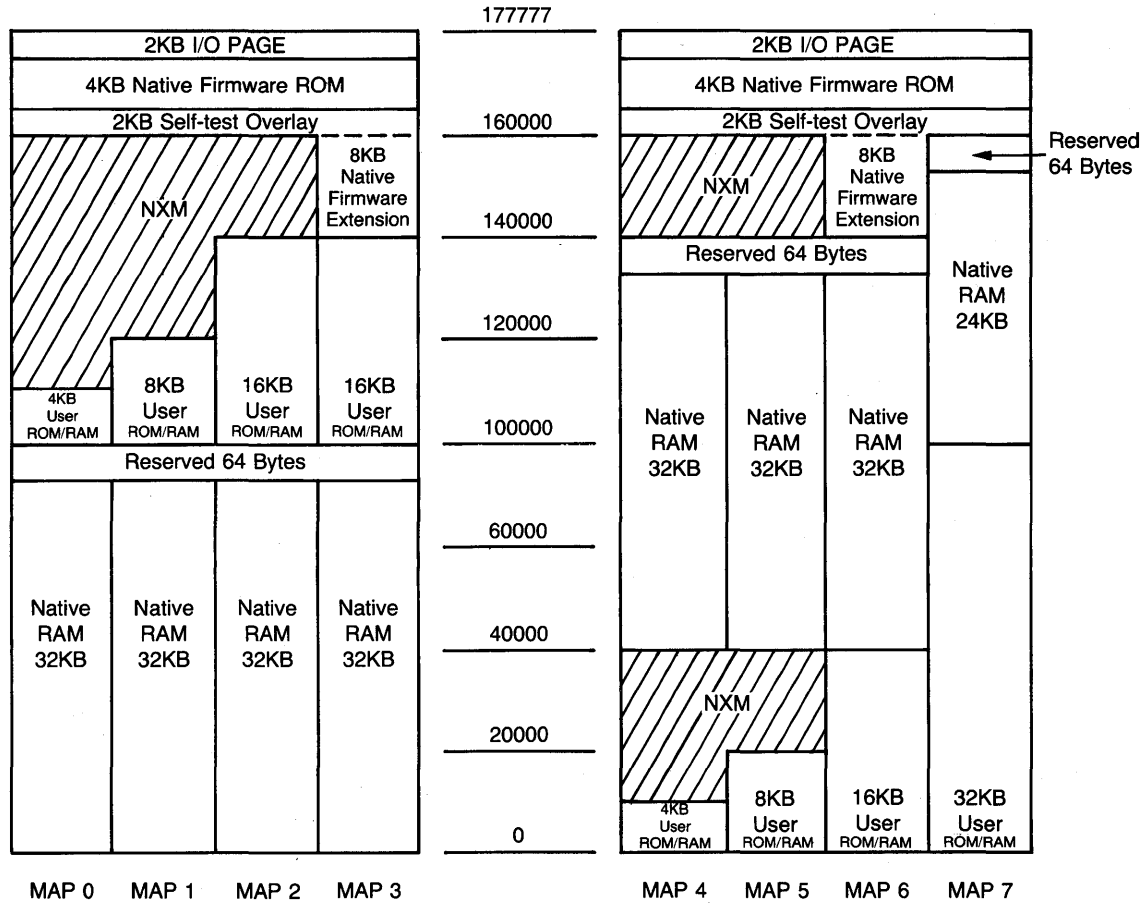 177777
2KB I/O PAGE
4KB Native Firmware ROM
2KB Self-test Overlay
NXM
8KB
Native
Firmware
Extension
4KB
User
ROM/RAM
8KB
User
ROM/RAM
16KB
User
ROM/RAM
16KB
User
ROM/RAM
Reserved 64 Bytes
Native
RAM
32KB
Native
RAM
32KB
Native
RAM
32KB
Native
RAM
32KB
MAP 0
MAP 1
MAP 2
MAP 3
160000
140000
120000
100000
60000
40000
20000
0
2KB I/O PAGE
4KB Native Firmware ROM
2KB Self-test Overlay
Reserved
64 Bytes
NXM
8KB
Native
Firmware
Extension
Reserved 64 Bytes
Native
RAM
24KB
Native
RAM
32KB
Native
RAM
32KB
Native
RAM
32KB
NXM
4KB
User
ROM/RAM
8KB
User
ROM/RAM
16KB
User
ROM/RAM
32KB
User
ROM/RAM
MAP 4
MAP 5
MAP 6
MAP 7